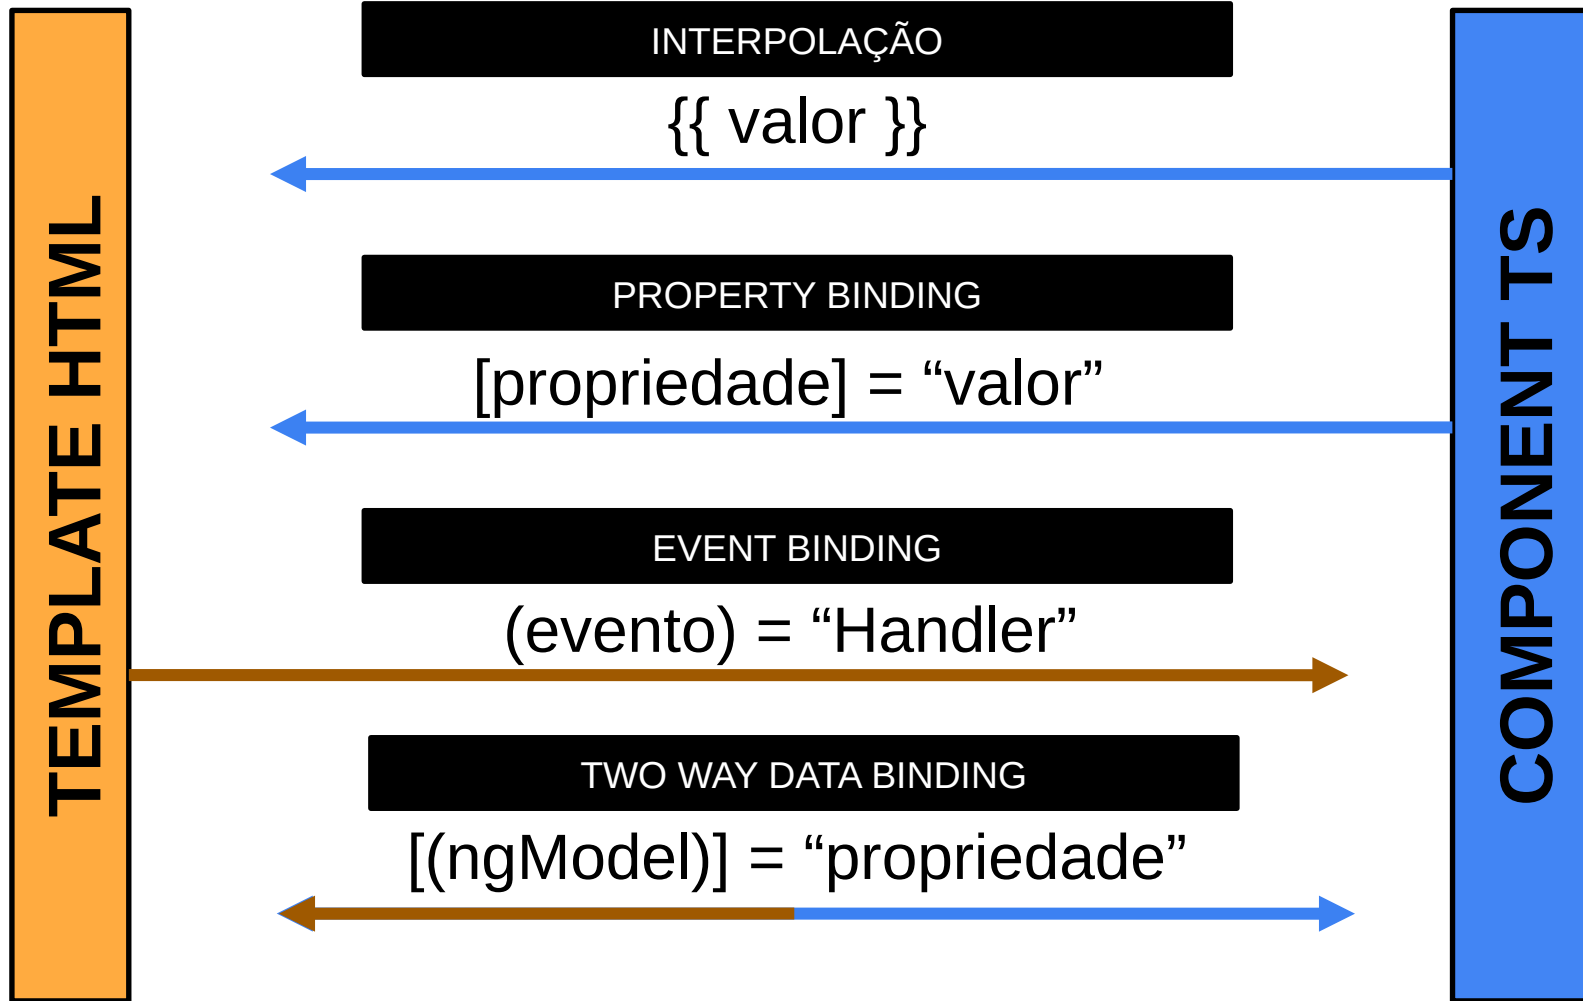 INTERPOLAÇÃO
{{ valor }}
PROPERTY BINDING
[propriedade] = “valor”
EVENT BINDING
(evento) = “Handler”
TWO WAY DATA BINDING
[(ngModel)] = “propriedade”
TEMPLATE HTML
COMPONENT TS